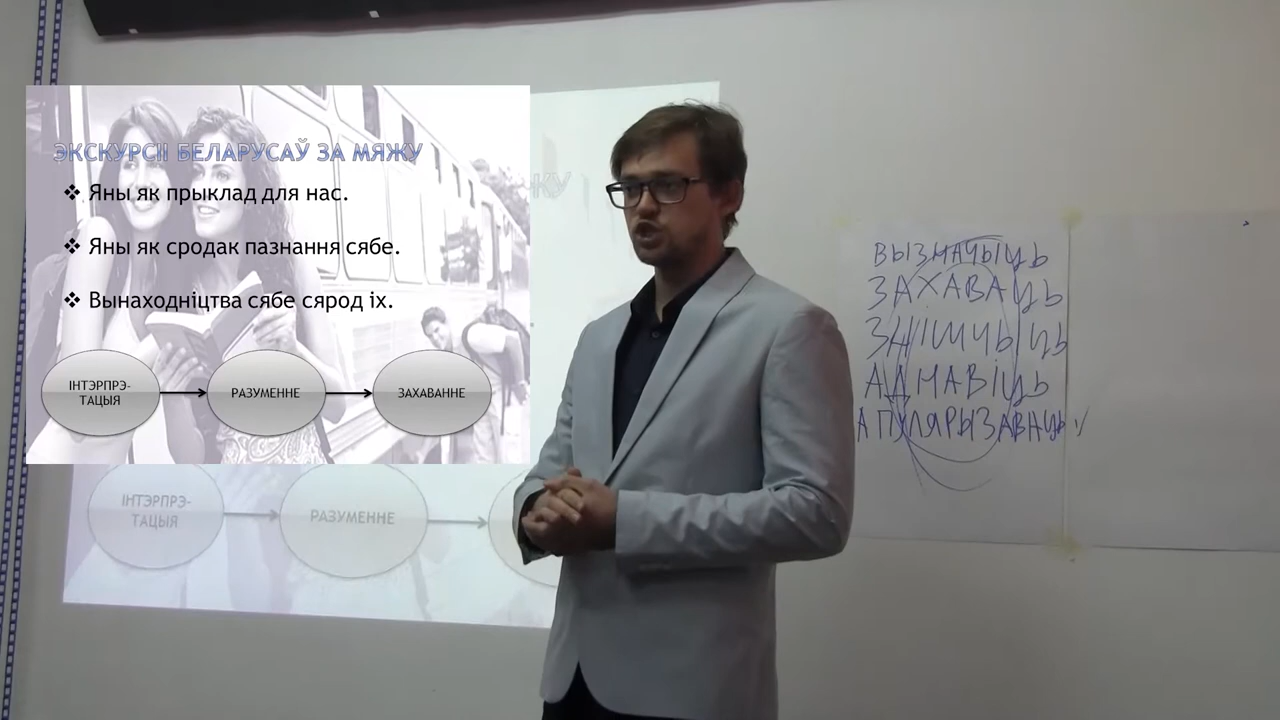 ЭКСКУРСІІ БЕЛАРУСАЎ ЗА МЯЖУ
❖ Яны як прыклад для нас.
❖ Яны як сродак пазнання сябе.
❖ Вынаходніцтва сябе сярод іх.
ІНТЭРПРЭ-
ТАЦЫЯ
РАЗУМЕННЕ
ЗАХАВАННЕ
ІНТЭРПРЭ-
ТАЦЫЯ
РАЗУМЕННЕ
ВЫЗНАЧЫЦЬ
ЗАХАВАЦЬ
ЗНІШЧЫЦЬ
АДНАВІЦЬ
АПУЛЯРЫЗАВАЦЬ